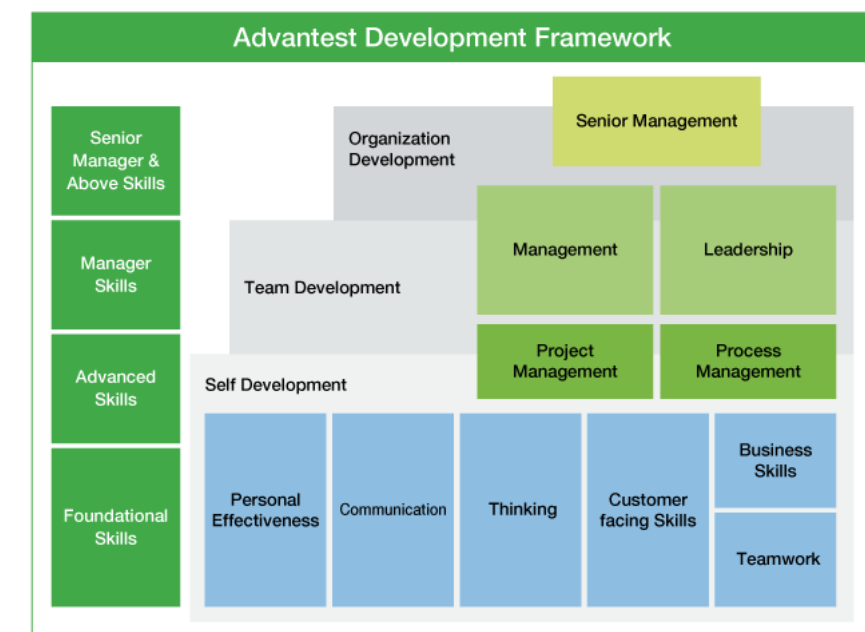 Advantest Development Framework
Senior
Manager &
Above Skills
Manager
Skills
Advanced
Skills
Foundational
Skills
Organization
Development
Senior Management
Team Development
Management
Leadership
Self Development
Project
Management
Process
Management
Personal
Effectiveness
Communication
Thinking
Customer
facing Skills
Business
Skills
Teamwork